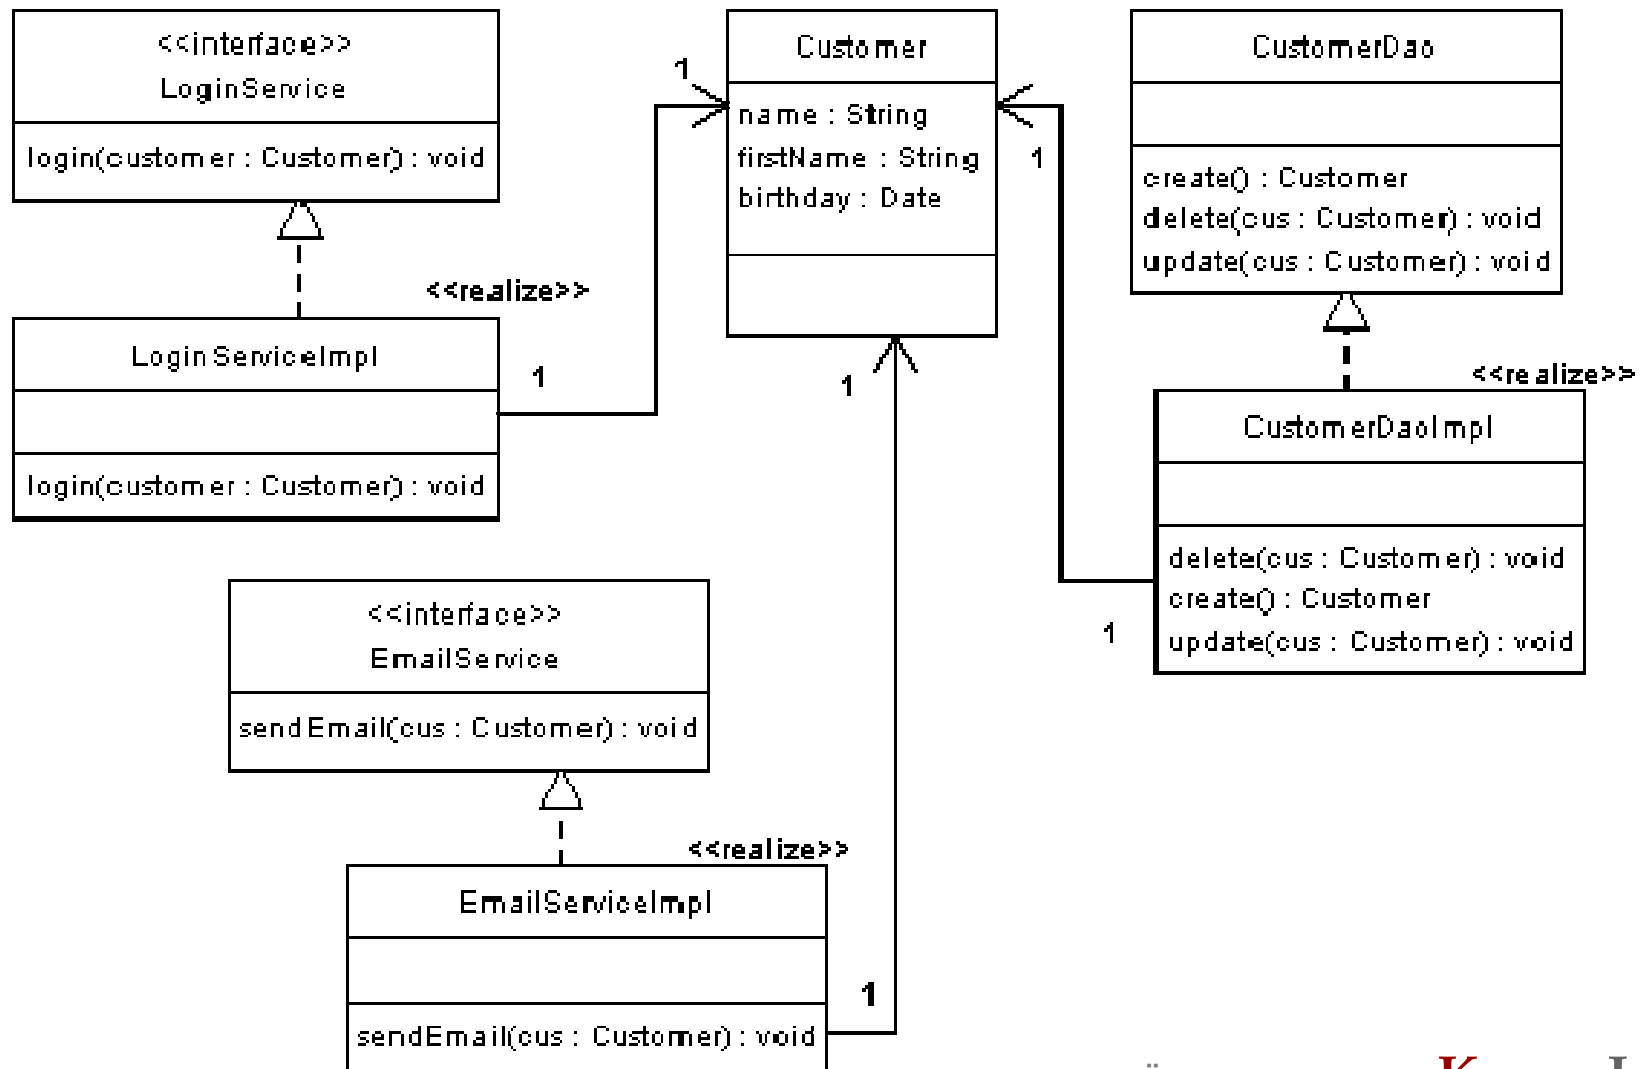 <<interface>>
LoginService
login(customer : Customer) : void
<<realize>>
LoginServiceImpl
login(customer : Customer) : void
1
1
Customer
name : String
firstName : String
birthday : Date
1
1
CustomerDao
create() : Customer
delete(cus : Customer) : void
update(cus : Customer) : void
<<realize>>
CustomerDaoImpl
delete(cus : Customer) : void
create() : Customer
update(cus : Customer) : void
1
<<interface>>
EmailService
sendEmail(cus : Customer) : void
<<realize>>
EmailServiceImpl
sendEmail(cus : Customer) : void
1